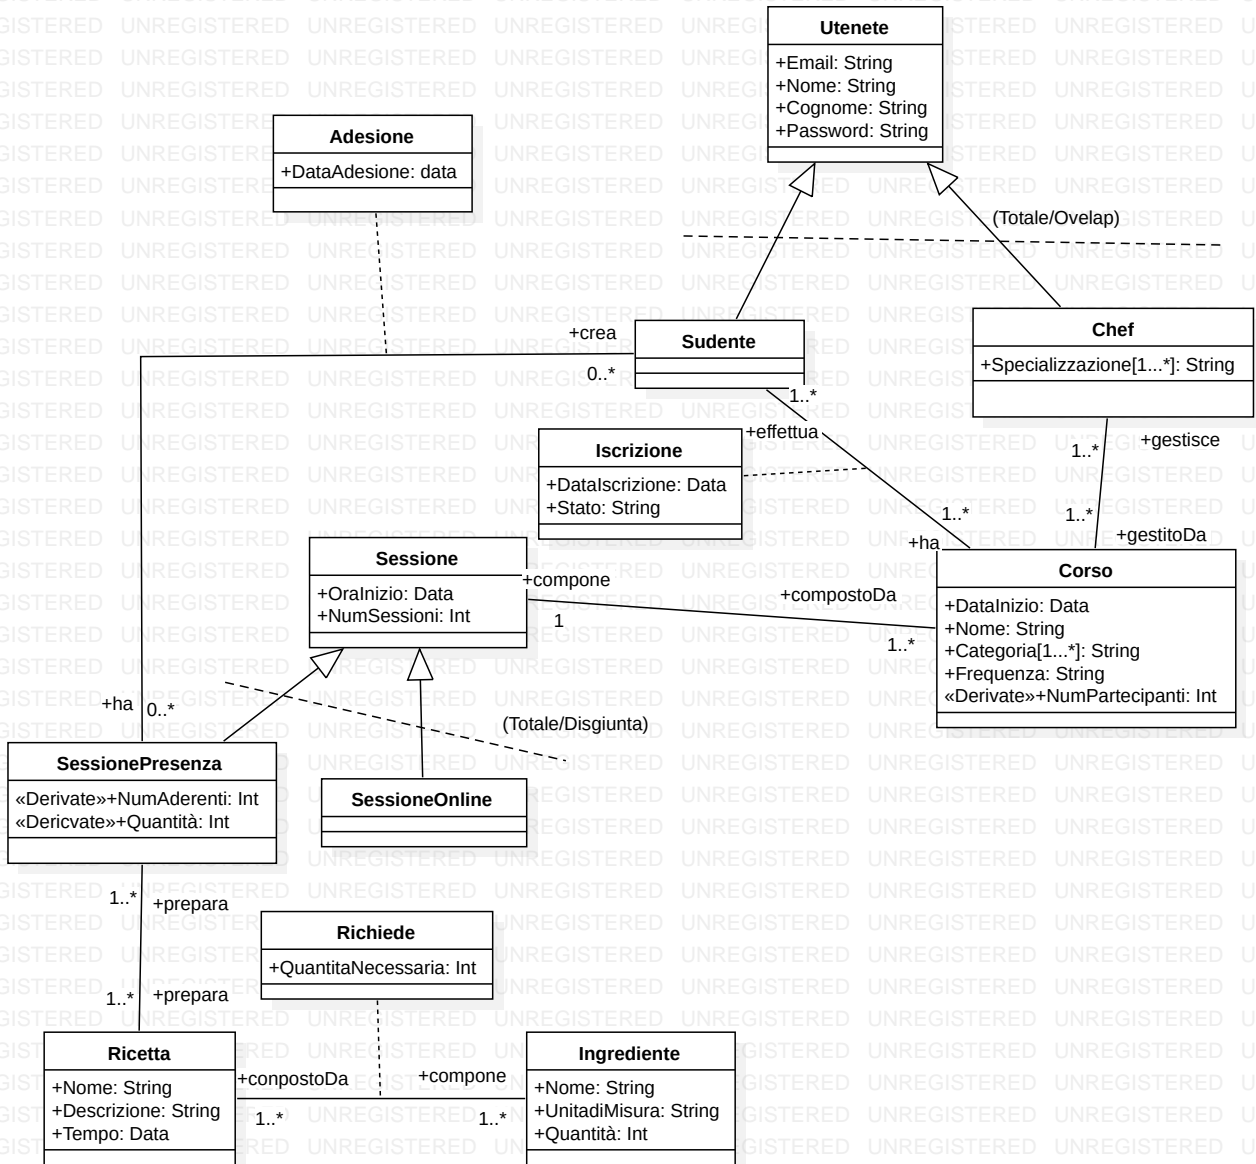 Utenete
+Email: String
+Nome: String
+Cognome: String
+Password: String
Adesione
+DataAdesione: data
(Totale/Ovelap)
Sudente
+crea
0..*
Chef
+Specializzazione[1...*]: String
1..*
+effettua
1..*
+gestisce
Iscrizione
+DataIscrizione: Data
+Stato: String
1..*
+ha
1..*
+gestitoDa
Sessione
+OraInizio: Data
+NumSessioni: Int
+compone
1
+compostoDa
1..*
Corso
+DataInizio: Data
+Nome: String
+Categoria[1...*]: String
+Frequenza: String
«Derivate»+NumPartecipanti: Int
+ha
0..*
(Totale/Disgiunta)
SessionePresenza
«Derivate»+NumAderenti: Int
«Dericvate»+Quantità: Int
SessioneOnline
1..*
+prepara
Richiede
+QuantitaNecessaria: Int
1..*
+prepara
Ricetta
+Nome: String
+Descrizione: String
+Tempo: Data
+conpostoDa
1..*
+compone
1..*
Ingrediente
+Nome: String
+UnitadiMisura: String
+Quantità: Int
UNREGISTERED